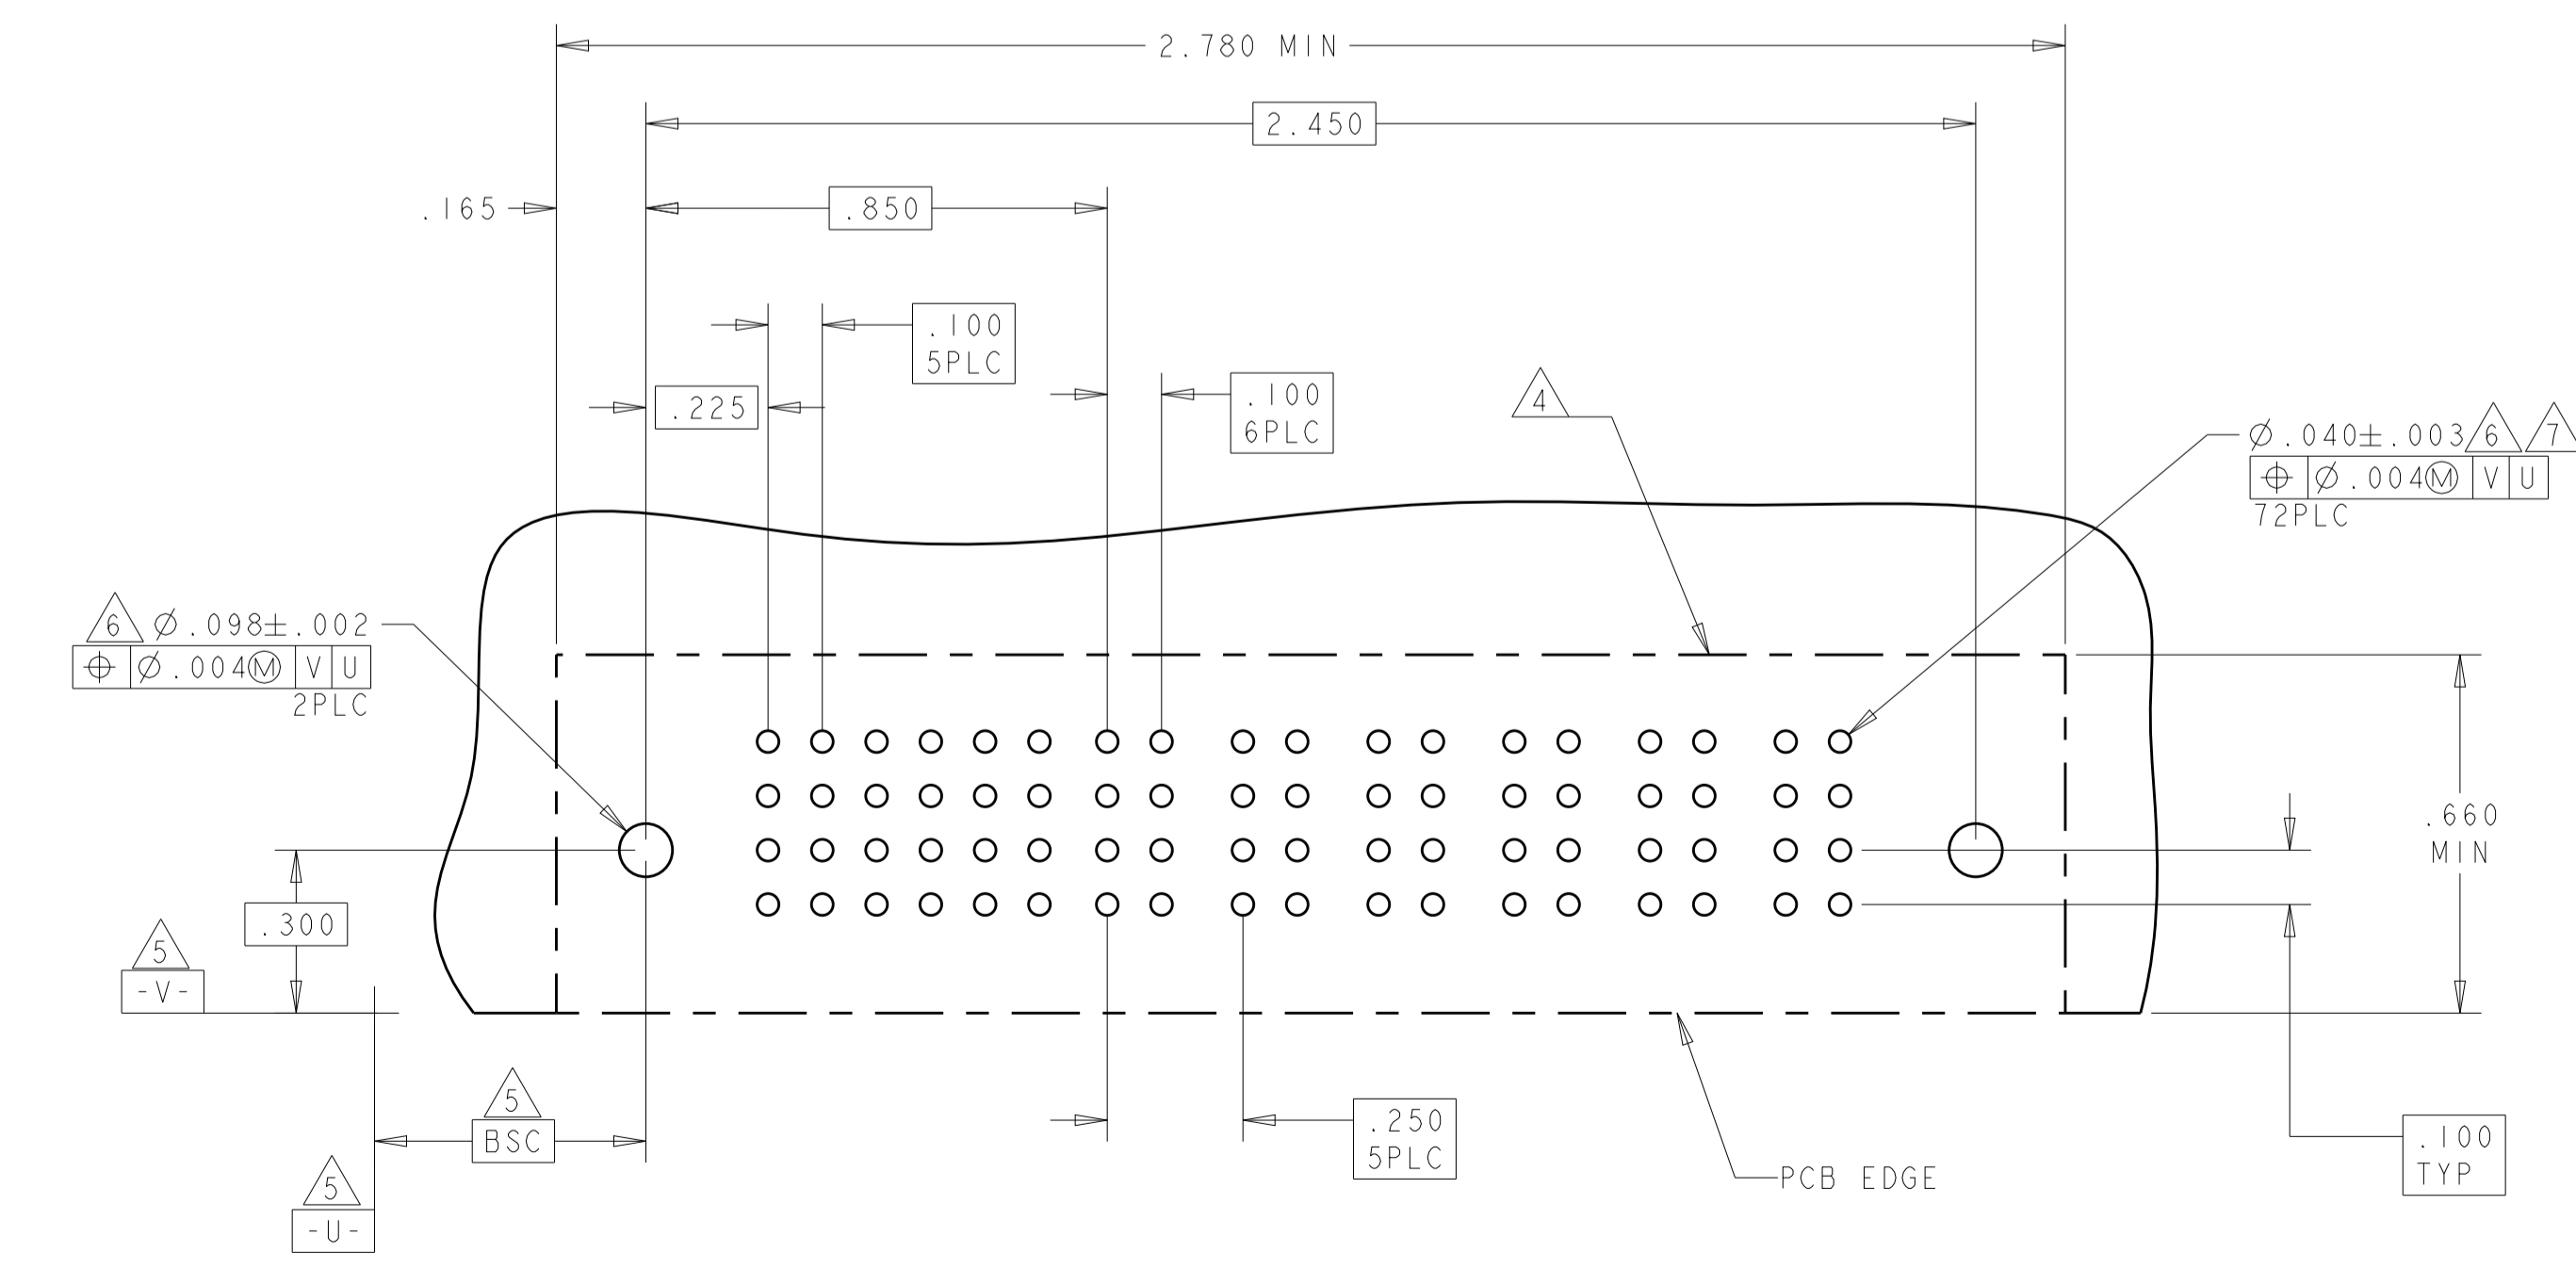 2.780 MIN
2.450
.165
.850
.100
5PLC
.225
.100
6PLC
4
Ø.040±.003 6 7
⌖ Ø.004Ⓜ V U
72PLC
6 Ø.098±.002
⌖ Ø.004Ⓜ V U
2PLC
.660
MIN
.300
5
-V-
5
BSC
.250
5PLC
.100
TYP
PCB EDGE
5
-U-